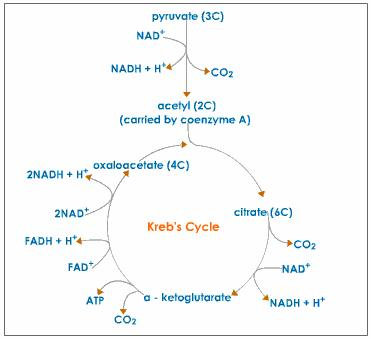 pyruvate (3C)
NAD+
NADH + H+
CO2
acetyl (2C)
(carried by coenzyme A)
oxaloacetate (4C)
2NADH + H+
citrate (6C)
2NAD+
Kreb's Cycle
FADH + H+
CO2
FAD+
NAD+
ATP
α - ketoglutarate
NADH + H+
CO2